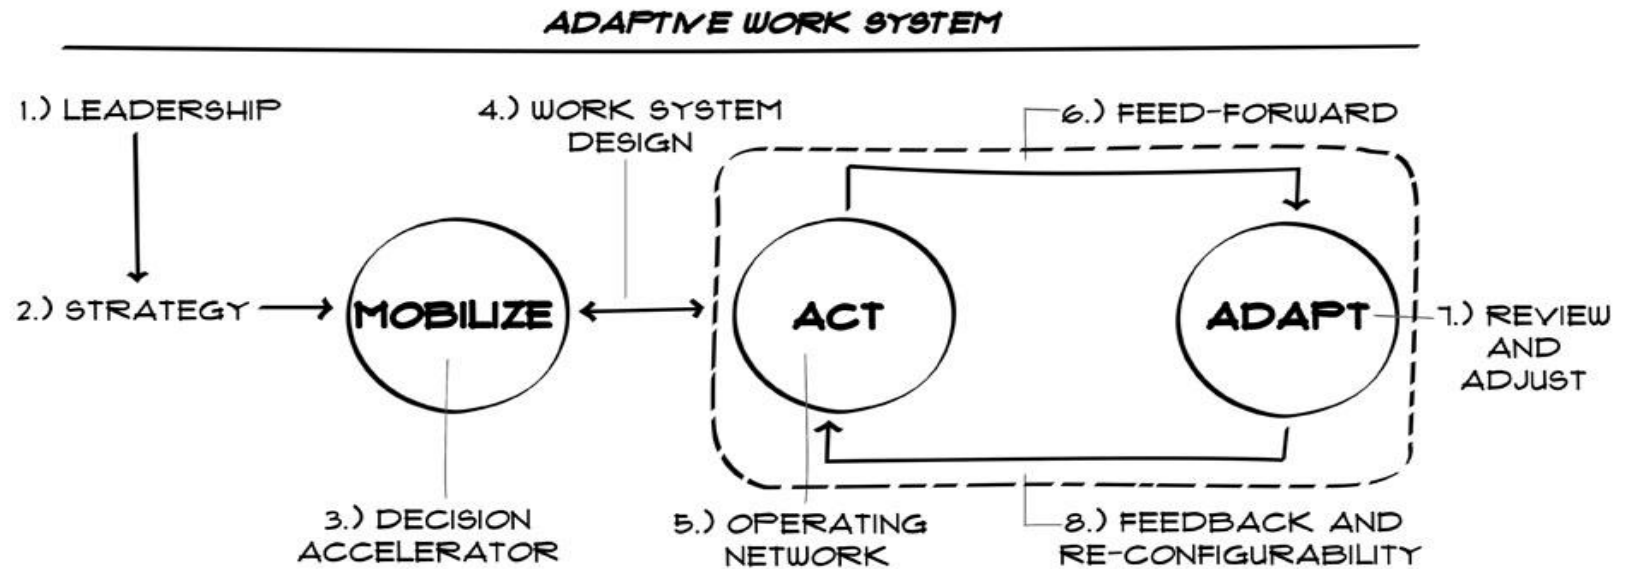 ADAPTIVE WORK SYSTEM
1.) LEADERSHIP
4.) WORK SYSTEM
DESIGN
6.) FEED-FORWARD
2.) STRATEGY
MOBILIZE
ACT
ADAPT
7.) REVIEW
AND
ADJUST
3.) DECISION
ACCELERATOR
5.) OPERATING
NETWORK
8.) FEEDBACK AND
RE-CONFIGURABILITY